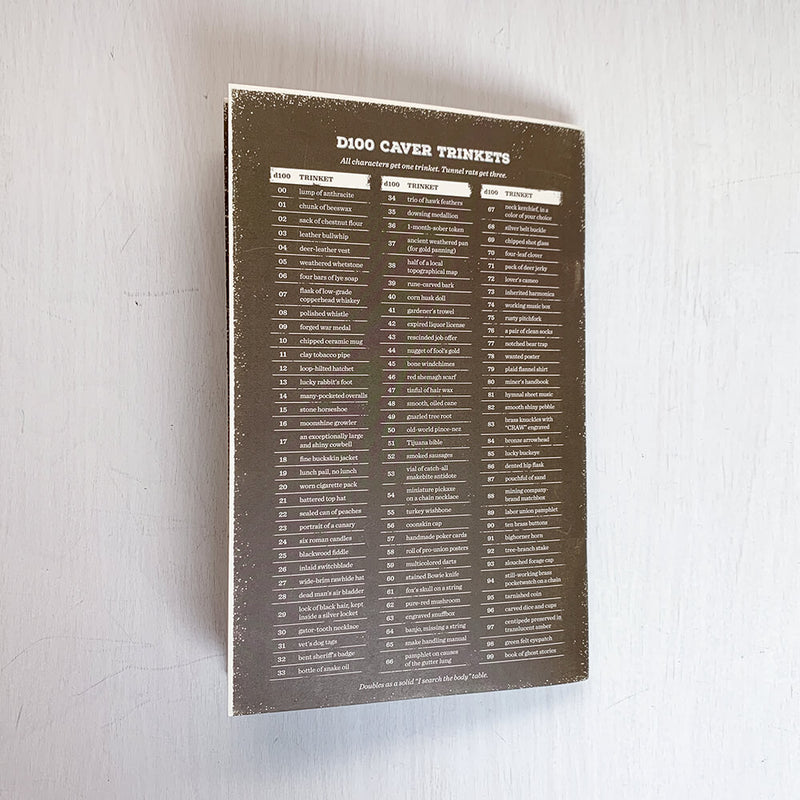 D100 CAVER TRINKETS
All characters get one trinket. Tunnel rats get three.
d100 TRINKET
00 lump of anthracite
01 chunk of beeswax
02 sack of chestnut flour
03 leather bullwhip
04 deer-leather vest
05 weathered whetstone
06 four bars of lye soap
07 flask of low-grade
copperhead whiskey
08 polished whistle
09 forged war medal
10 chipped ceramic mug
11 clay tobacco pipe
12 loop-hilted hatchet
13 lucky rabbit's foot
14 many-pocketed overalls
15 stone horseshoe
16 moonshine growler
17 an exceptionally large
and shiny cowbell
18 fine buckskin jacket
19 lunch pail, no lunch
20 worn cigarette pack
21 battered top hat
22 sealed can of peaches
23 portrait of a canary
24 six roman candles
25 blackwood fiddle
26 inlaid switchblade
27 wide-brim rawhide hat
28 dead man's air bladder
29 lock of black hair, kept
inside a silver locket
30 gator-tooth necklace
31 vet's dog tags
32 bent sheriff's badge
33 bottle of snake oil
d100 TRINKET
34 trio of hawk feathers
35 dowsing medallion
36 1-month-sober token
37 ancient weathered pan
(for gold panning)
38 half of a local
topographical map
39 rune-carved bark
40 corn husk doll
41 gardener's trowel
42 expired liquor license
43 rescinded job offer
44 nugget of fool's gold
45 bone windchimes
46 red shemagh scarf
47 tinful of hair wax
48 smooth, oiled cane
49 gnarled tree root
50 old-world pince-nez
51 Tijuana bible
52 smoked sausages
53 vial of catch-all
snakebite antidote
54 miniature pickaxe
on a chain necklace
55 turkey wishbone
56 coonskin cap
57 handmade poker cards
58 roll of pro-union posters
59 multicolored darts
60 stained Bowie knife
61 fox's skull on a string
62 pure-red mushroom
63 engraved snuffbox
64 banjo, missing a string
65 snake handling manual
66 pamphlet on causes
of the gutter lung
d100 TRINKET
67 neck kerchief, in a
color of your choice
68 silver belt buckle
69 chipped shot glass
70 four-leaf clover
71 pack of deer jerky
72 lover's cameo
73 inherited harmonica
74 working music box
75 rusty pitchfork
76 a pair of clean socks
77 notched bear trap
78 wanted poster
79 plaid flannel shirt
80 miner's handbook
81 hymnal sheet music
82 smooth shiny pebble
83 brass knuckles with
"CRAW" engraved
84 bronze arrowhead
85 lucky buckeye
86 dented hip flask
87 pouchful of sand
88 mining company-
brand matchbox
89 labor union pamphlet
90 ten brass buttons
91 bighorner horn
92 tree-branch stake
93 slouched forage cap
94 still-working brass
pocketwatch on a chain
95 tarnished coin
96 carved dice and cups
97 centipede preserved in
translucent amber
98 green felt eyepatch
99 book of ghost stories
Doubles as a solid "I search the body" table.